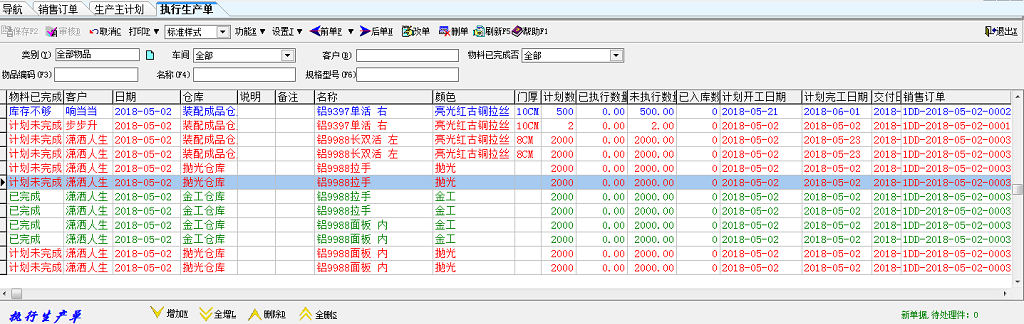 导航 销售订单 生产主计划 执行生产单
保存F2 审核D 取消C 打印E 标准样式 功能X 设置I 前单P 后单N 改单 删单 刷新F5 帮助F1 退出X
类别(T) 全部物品 车间 全部 客户(B) 物料已完成否 全部
物品编码(F3) 名称(F4) 规格型号(F6)
物料已完成 客户 日期 仓库 说明 备注 名称 颜色 门厚 计划数 已执行数量 未执行数量 已入库数 计划开工日期 计划完工日期 交付日 销售订单
库存不够 响当当 2018-05-02 装配成品仓 铝9397单活 右 亮光红古铜拉丝 10CM 500 0.00 500.00 0 2018-05-21 2018-06-01 2018- 1DD-2018-05-02-0002
计划未完成 步步升 2018-05-02 装配成品仓 铝9397单活 右 亮光红古铜拉丝 10CM 2 0.00 2.00 0 2018-05-02 2018-05-02 2018- 1DD-2018-05-02-0001
计划未完成 潇洒人生 2018-05-02 装配成品仓 铝9988长双活 左 亮光红古铜拉丝 8CM 2000 0.00 2000.00 0 2018-05-02 2018-05-23 2018- 1DD-2018-05-02-0003
计划未完成 潇洒人生 2018-05-02 装配成品仓 铝9988长双活 左 亮光红古铜拉丝 8CM 2000 0.00 2000.00 0 2018-05-02 2018-05-23 2018- 1DD-2018-05-02-0003
计划未完成 潇洒人生 2018-05-02 抛光仓库 铝9988拉手 抛光 2000 0.00 2000.00 0 2018-05-02 2018-05-02 2018- 1DD-2018-05-02-0003
计划未完成 潇洒人生 2018-05-02 抛光仓库 铝9988拉手 抛光 2000 0.00 2000.00 0 2018-05-02 2018-05-02 2018- 1DD-2018-05-02-0003
已完成 潇洒人生 2018-05-02 金工仓库 铝9988拉手 金工 2000 0.00 2000.00 0 2018-05-02 2018-05-02 2018- 1DD-2018-05-02-0003
已完成 潇洒人生 2018-05-02 金工仓库 铝9988拉手 金工 2000 0.00 2000.00 0 2018-05-02 2018-05-02 2018- 1DD-2018-05-02-0003
已完成 潇洒人生 2018-05-02 金工仓库 铝9988面板 内 金工 2000 0.00 2000.00 0 2018-05-02 2018-05-02 2018- 1DD-2018-05-02-0003
已完成 潇洒人生 2018-05-02 金工仓库 铝9988面板 内 金工 2000 0.00 2000.00 0 2018-05-02 2018-05-02 2018- 1DD-2018-05-02-0003
计划未完成 潇洒人生 2018-05-02 抛光仓库 铝9988面板 内 抛光 2000 0.00 2000.00 0 2018-05-02 2018-05-02 2018- 1DD-2018-05-02-0003
计划未完成 潇洒人生 2018-05-02 抛光仓库 铝9988面板 内 抛光 2000 0.00 2000.00 0 2018-05-02 2018-05-02 2018- 1DD-2018-05-02-0003
执行生产单 增加W 全增L 删除R 全删S 新单据,待处理件: 0